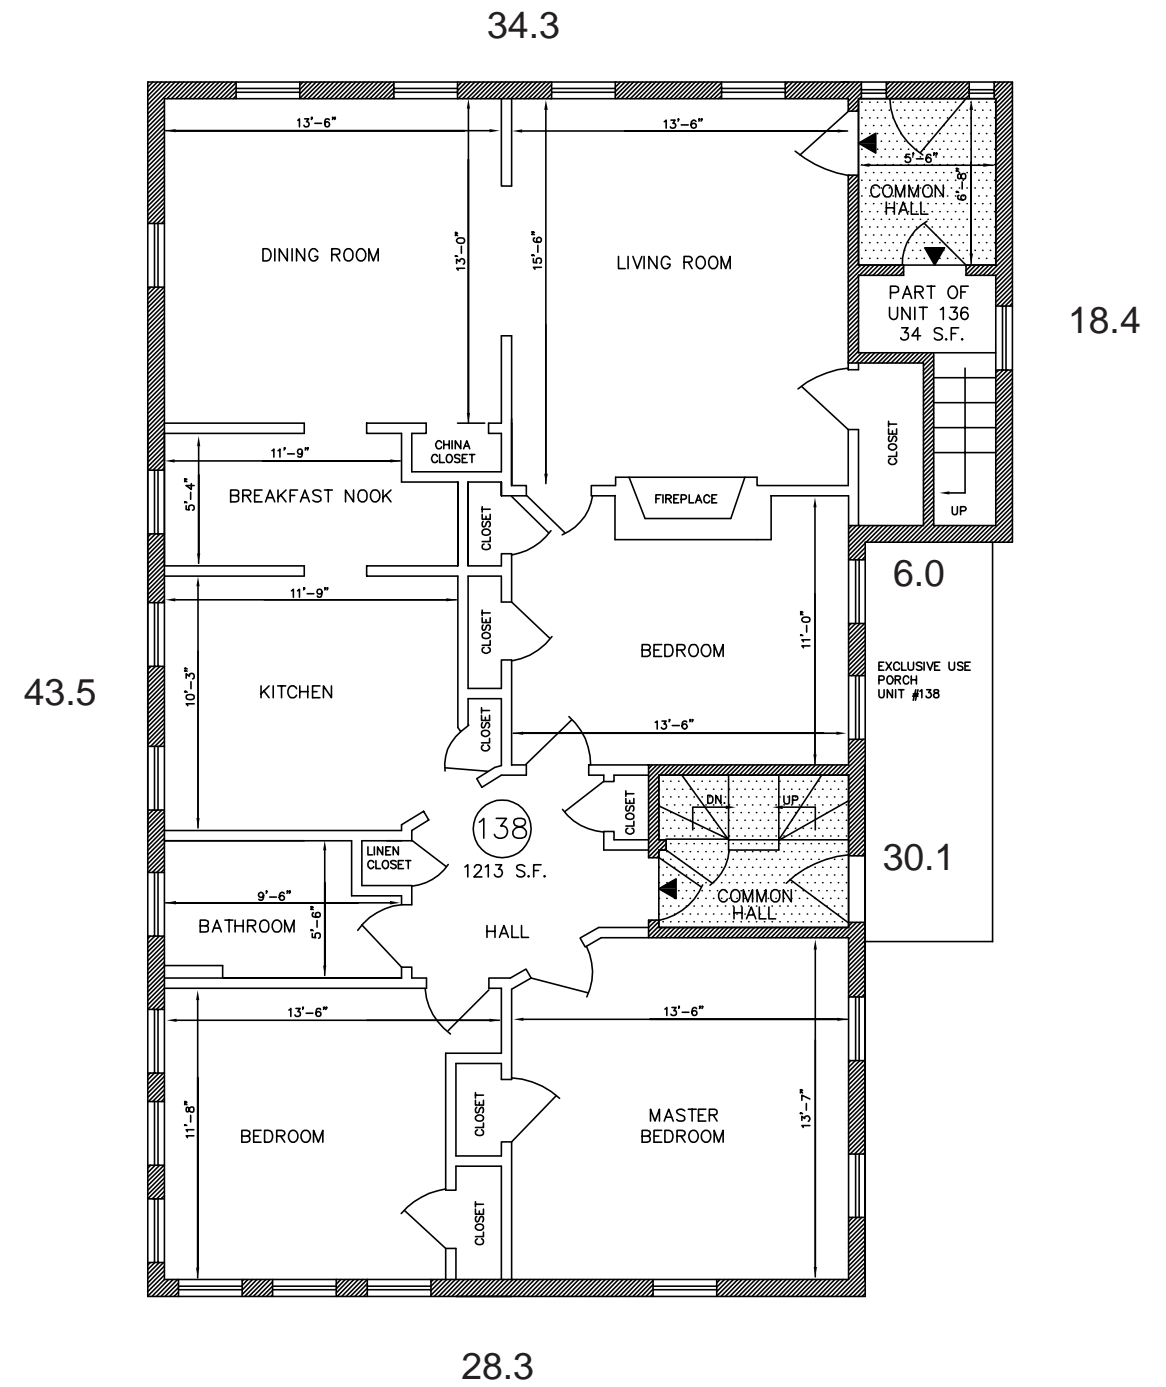 34.3
13'-6"
13'-6"
5'-6"
6'-8"
COMMON
HALL
13'-0"
15'-6"
DINING ROOM
LIVING ROOM
PART OF
UNIT 136
34 S.F.
18.4
CHINA
CLOSET
CLOSET
11'-9"
5'-4"
BREAKFAST NOOK
FIREPLACE
UP
CLOSET
6.0
11'-9"
CLOSET
BEDROOM
11'-0"
EXCLUSIVE USE
PORCH
UNIT #138
43.5
10'-3"
KITCHEN
CLOSET
13'-6"
DN.
UP
CLOSET
138
1213 S.F.
LINEN
CLOSET
30.1
9'-6"
5'-6"
BATHROOM
HALL
COMMON
HALL
13'-6"
13'-6"
11'-8"
BEDROOM
CLOSET
MASTER
BEDROOM
13'-7"
CLOSET
28.3